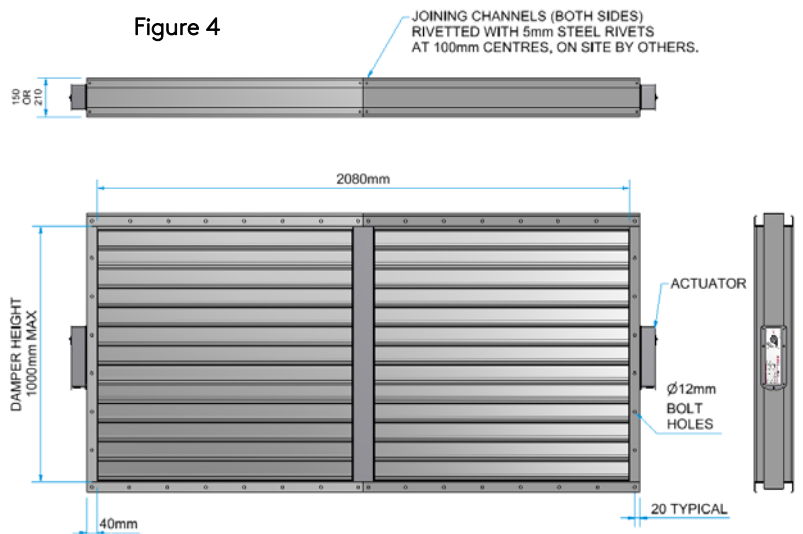 Figure 4
JOINING CHANNELS (BOTH SIDES)
RIVETTED WITH 5mm STEEL RIVETS
AT 100mm CENTRES, ON SITE BY OTHERS.
150
OR
210
2080mm
DAMPER HEIGHT
1000mm MAX
ACTUATOR
Ø12mm
BOLT
HOLES
40mm
20 TYPICAL